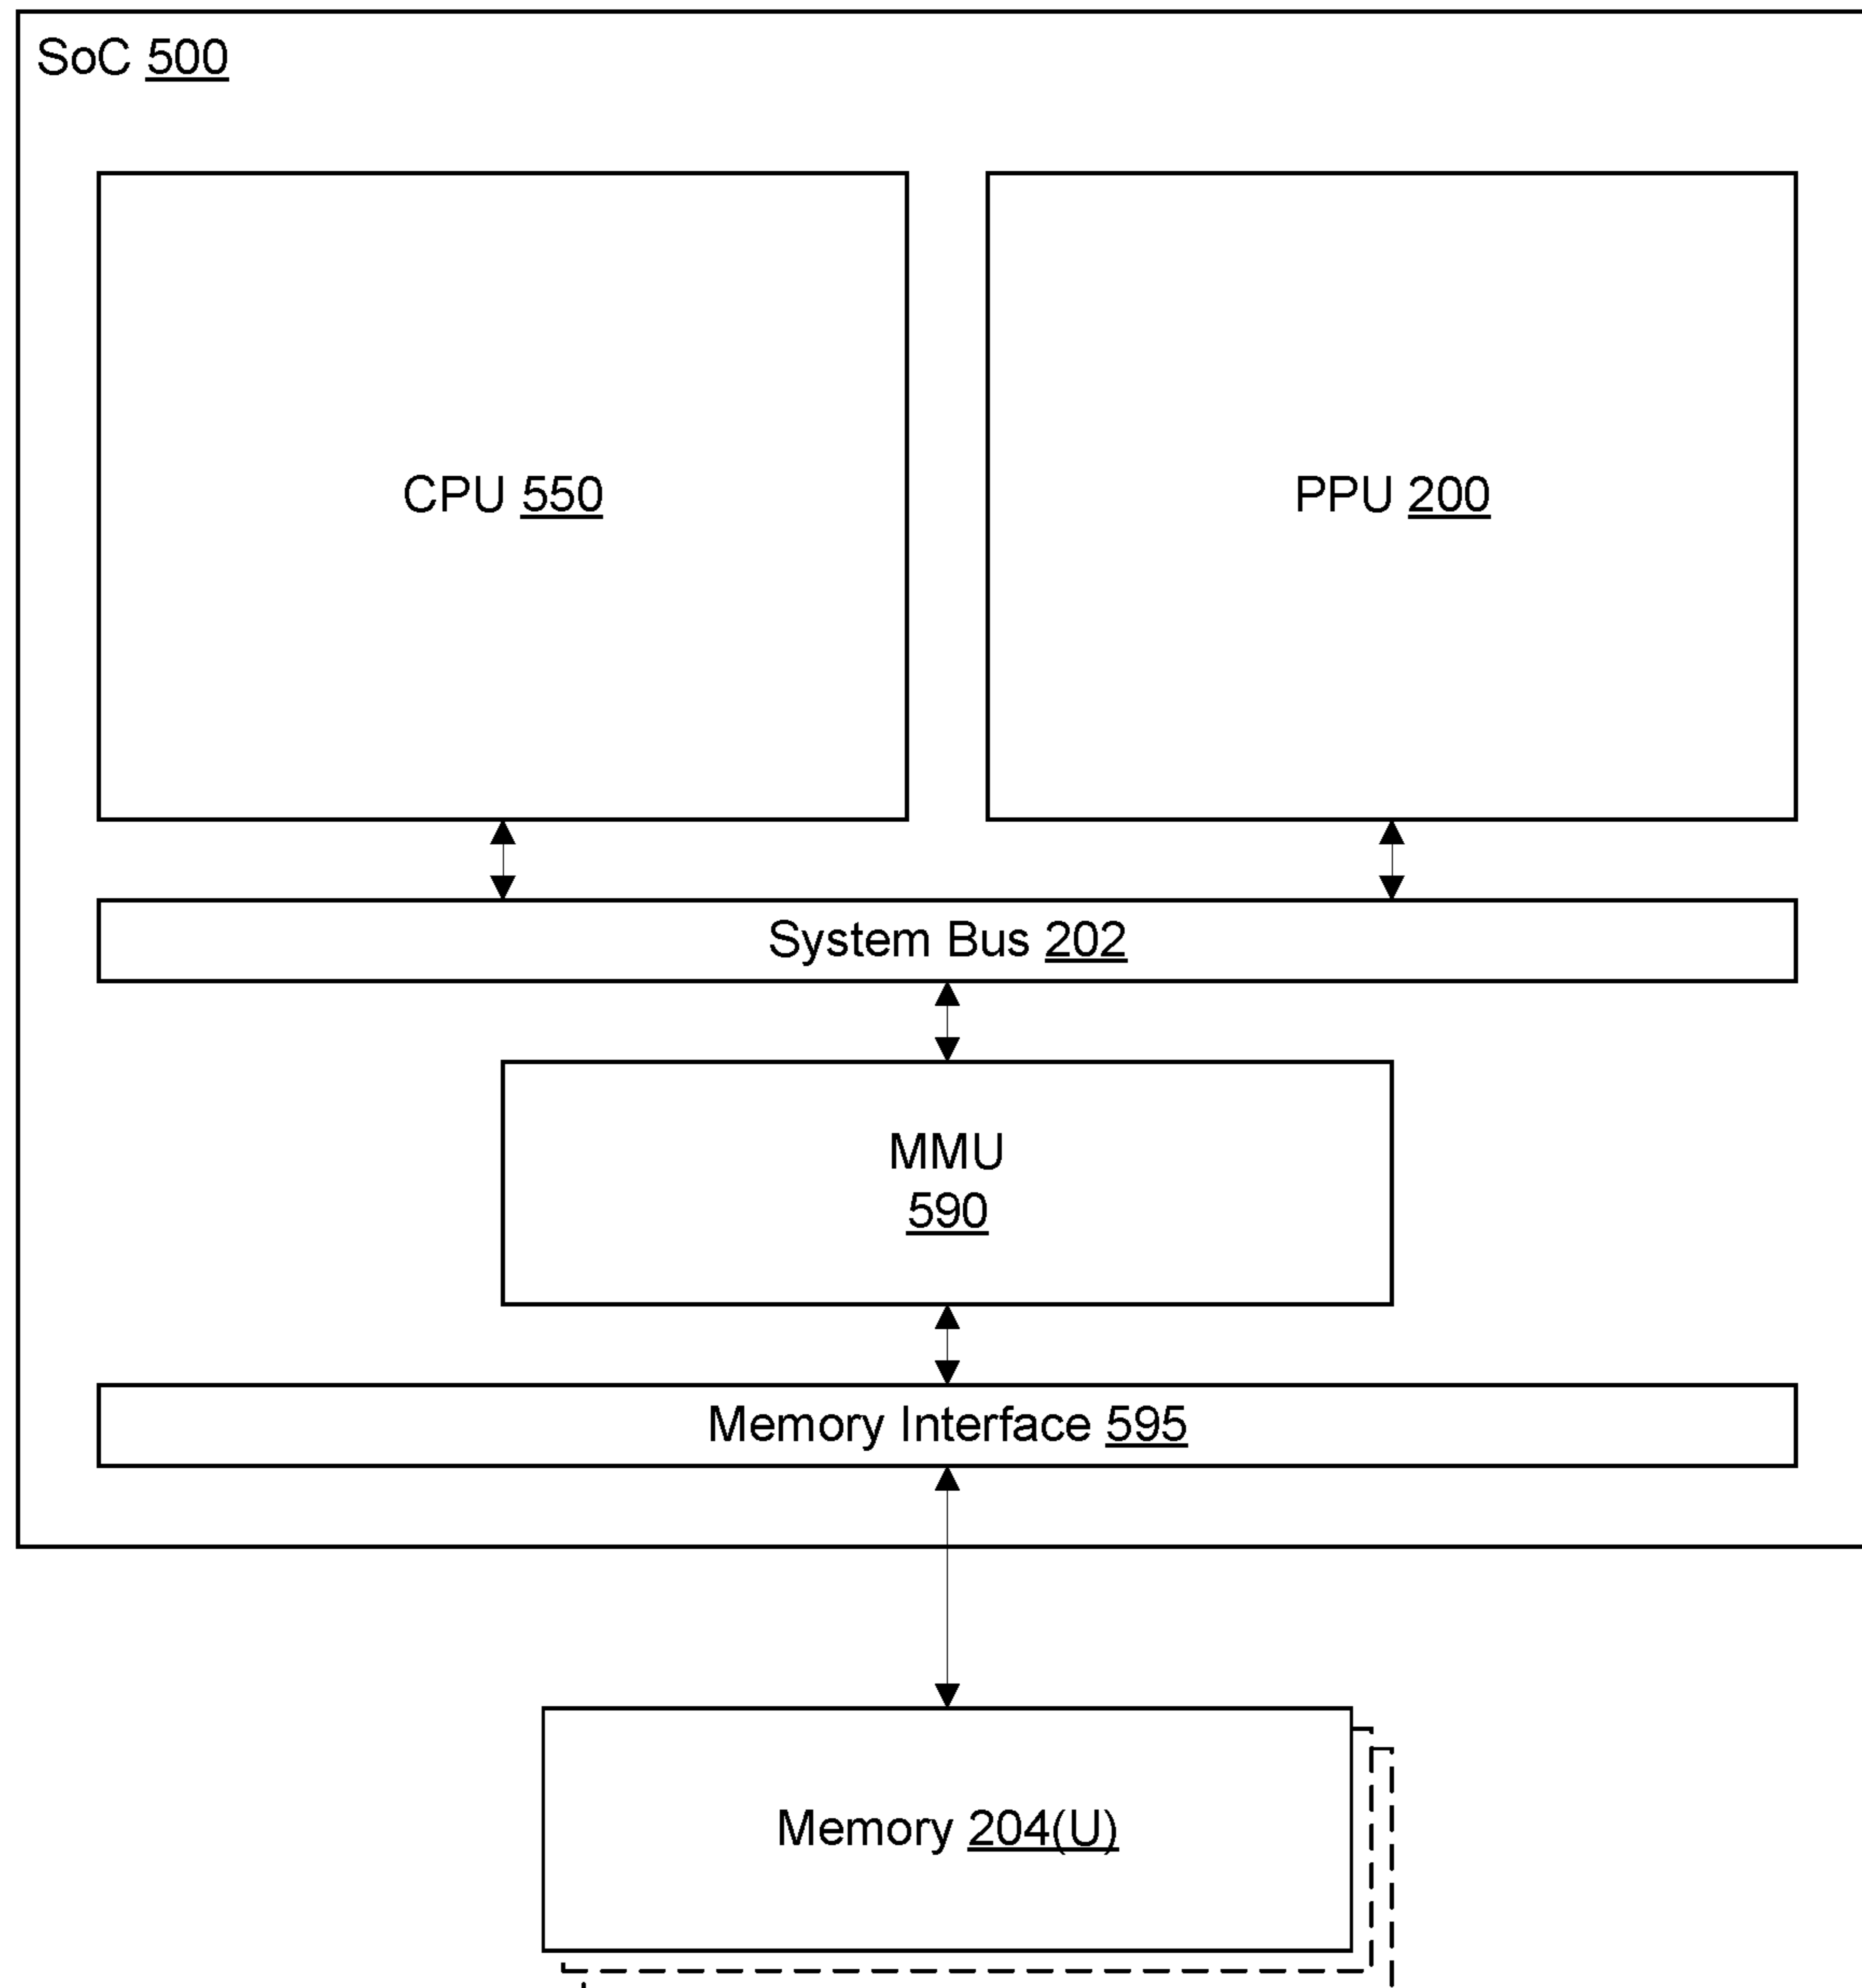 SoC 500
CPU 550
PPU 200
System Bus 202
MMU
590
Memory Interface 595
Memory 204(U)